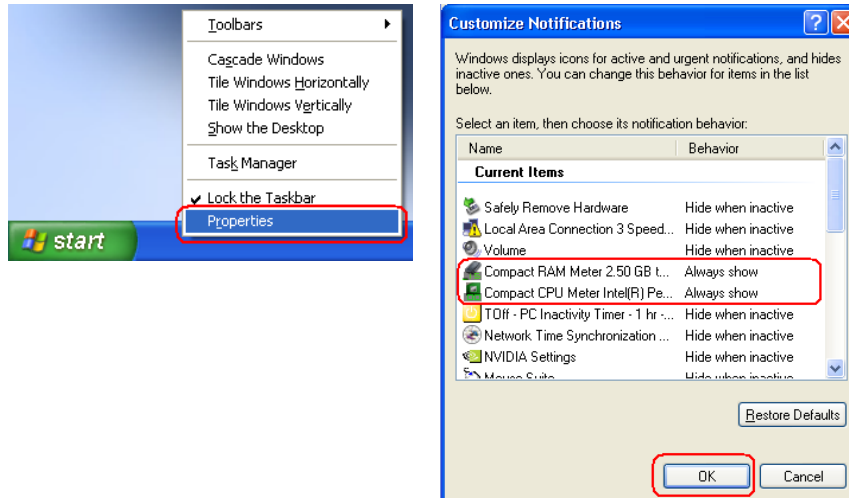 Toolbars
Cascade Windows
Tile Windows Horizontally
Tile Windows Vertically
Show the Desktop
Task Manager
Lock the Taskbar
Properties
start
Customize Notifications
Windows displays icons for active and urgent notifications, and hides
inactive ones. You can change this behavior for items in the list
below.
Select an item, then choose its notification behavior:
Name Behavior
Current Items
Safely Remove Hardware Hide when inactive
Local Area Connection 3 Speed... Hide when inactive
Volume Hide when inactive
Compact RAM Meter 2.50 GB t... Always show
Compact CPU Meter Intel(R) Pe... Always show
TOff - PC Inactivity Timer - 1 hr -... Hide when inactive
Network Time Synchronization ... Hide when inactive
NVIDIA Settings Hide when inactive
Mouse Suite Hide when inactive
Restore Defaults
OK Cancel